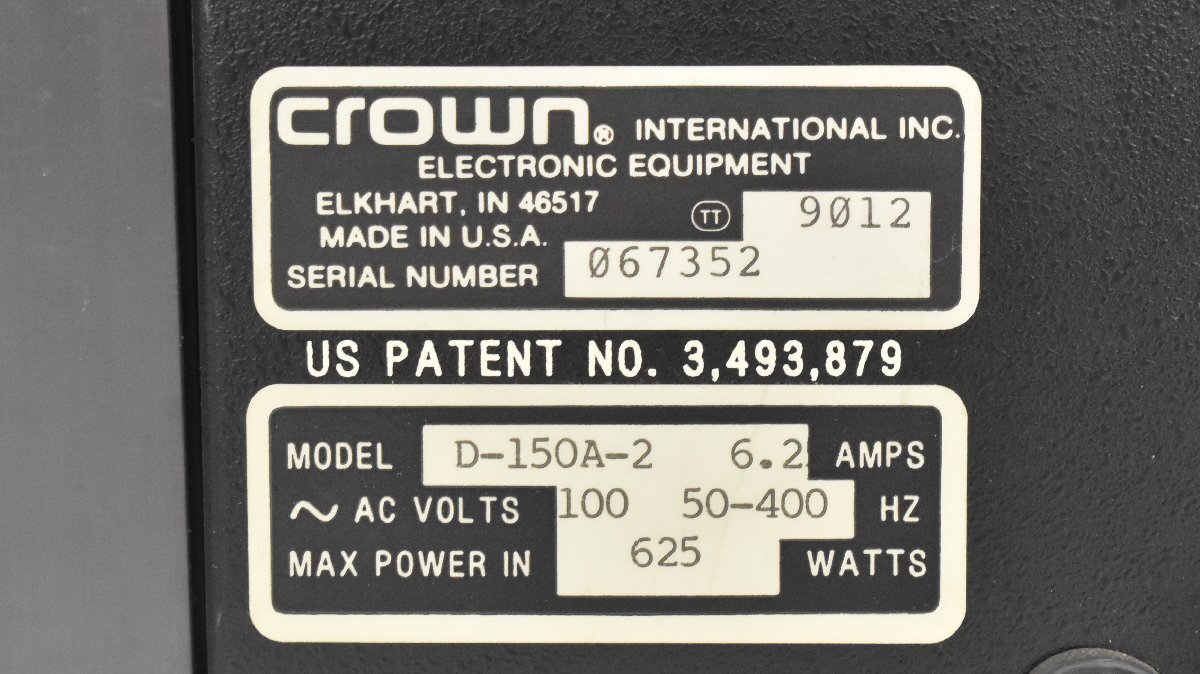 crown® INTERNATIONAL INC.
ELECTRONIC EQUIPMENT
ELKHART, IN 46517
MADE IN U.S.A. TT 9Ø12
SERIAL NUMBER Ø67352
US PATENT NO. 3,493,879
MODEL D-150A-2 6.2 AMPS
~ AC VOLTS 100 50-400 HZ
MAX POWER IN 625 WATTS